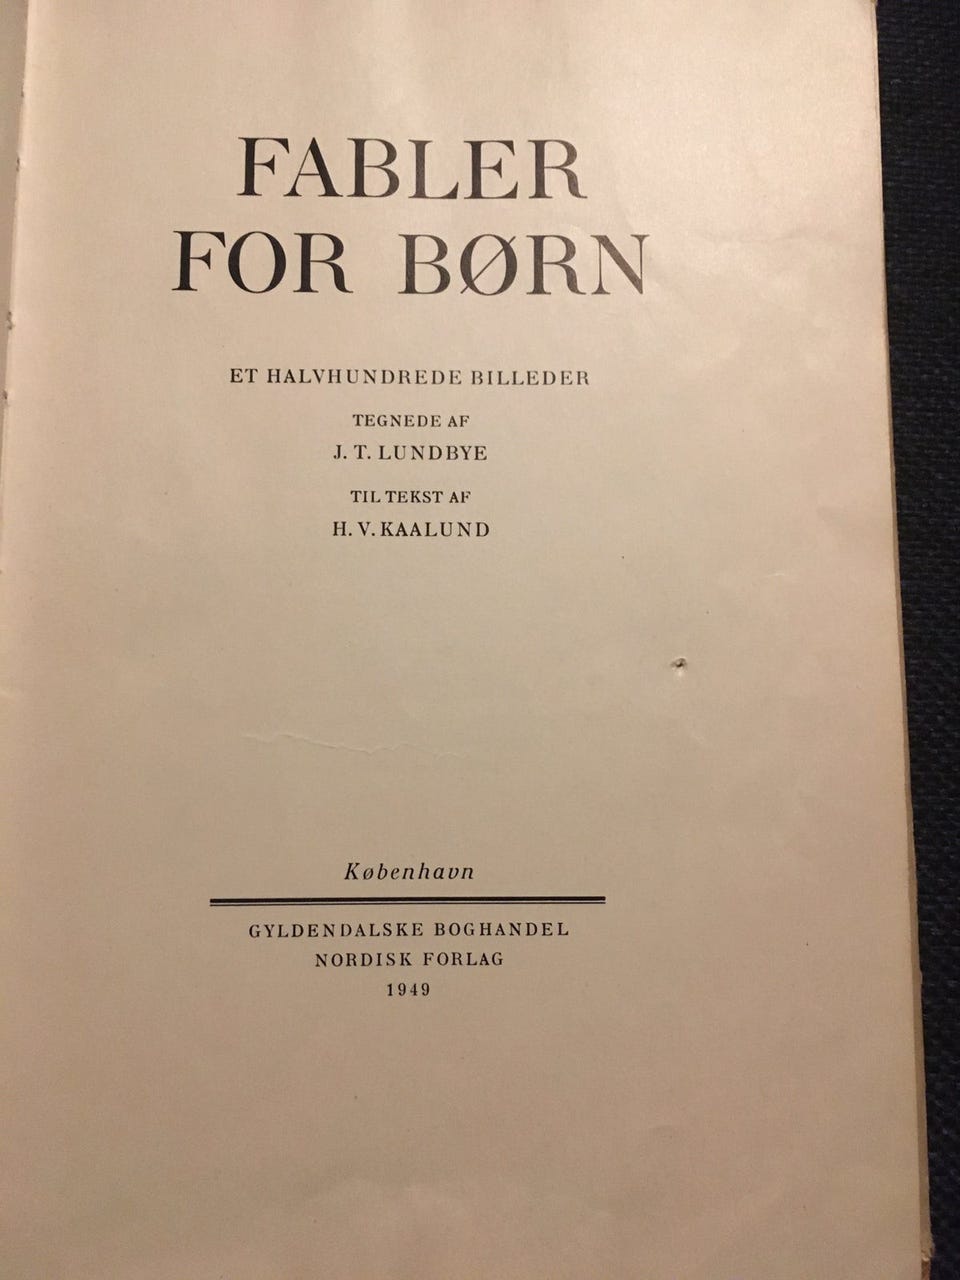 FABLER
FOR BØRN
ET HALVHUNDREDE BILLEDER
TEGNEDE AF
J. T. LUNDBYE
TIL TEKST AF
H. V. KAALUND
København
GYLDENDALSKE BOGHANDEL
NORDISK FORLAG
1949